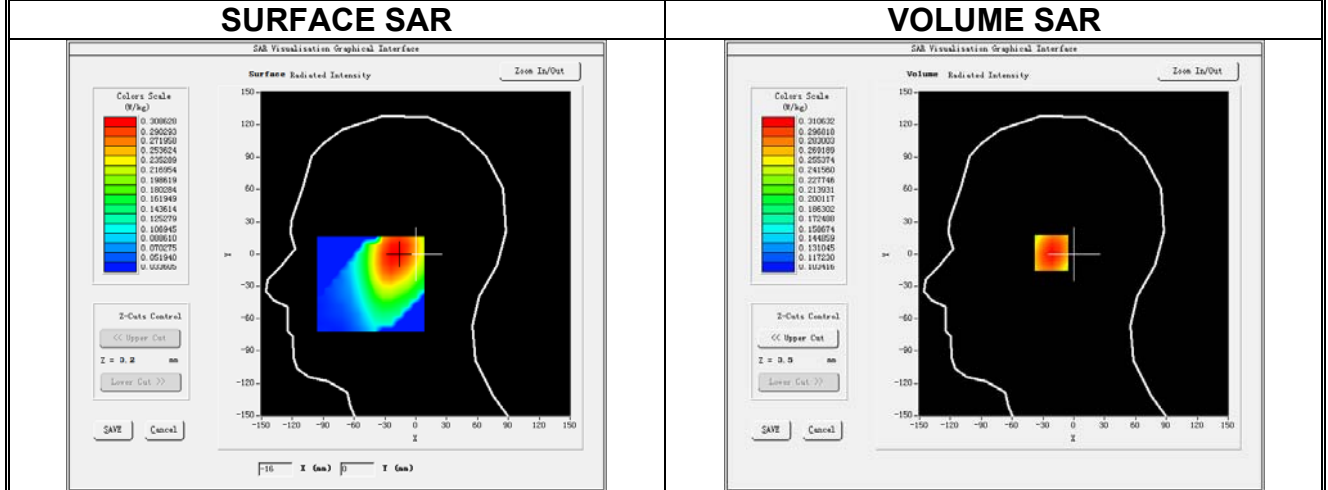 SURFACE SAR
SAR Visualisation Graphical Interface
Surface Radiated Intensity
Zoom In/Out
Colors Scale
(W/kg)
0.308628
0.290293
0.271958
0.253624
0.235289
0.216954
0.198619
0.180284
0.161949
0.143614
0.125279
0.106945
0.088610
0.070275
0.051940
0.033605
150
120
90
60
30
0
-30
-60
-90
-120
-150
Y
-150 -120 -90 -60 -30 0 30 60 90 120 150
X
Z-Cuts Control
<< Upper Cut
Z = 3.2 mm
Lower Cut >>
SAVE Cancel
-16 X (mm) 0 Y (mm)
VOLUME SAR
SAR Visualisation Graphical Interface
Volume Radiated Intensity
Zoom In/Out
Colors Scale
(W/kg)
0.310632
0.296818
0.283003
0.269189
0.255374
0.241560
0.227746
0.213931
0.200117
0.186302
0.172488
0.158674
0.144859
0.131045
0.117230
0.103416
150
120
90
60
30
0
-30
-60
-90
-120
-150
Y
-150 -120 -90 -60 -30 0 30 60 90 120 150
X
Z-Cuts Control
<< Upper Cut
Z = 3.5 mm
Lower Cut >>
SAVE Cancel